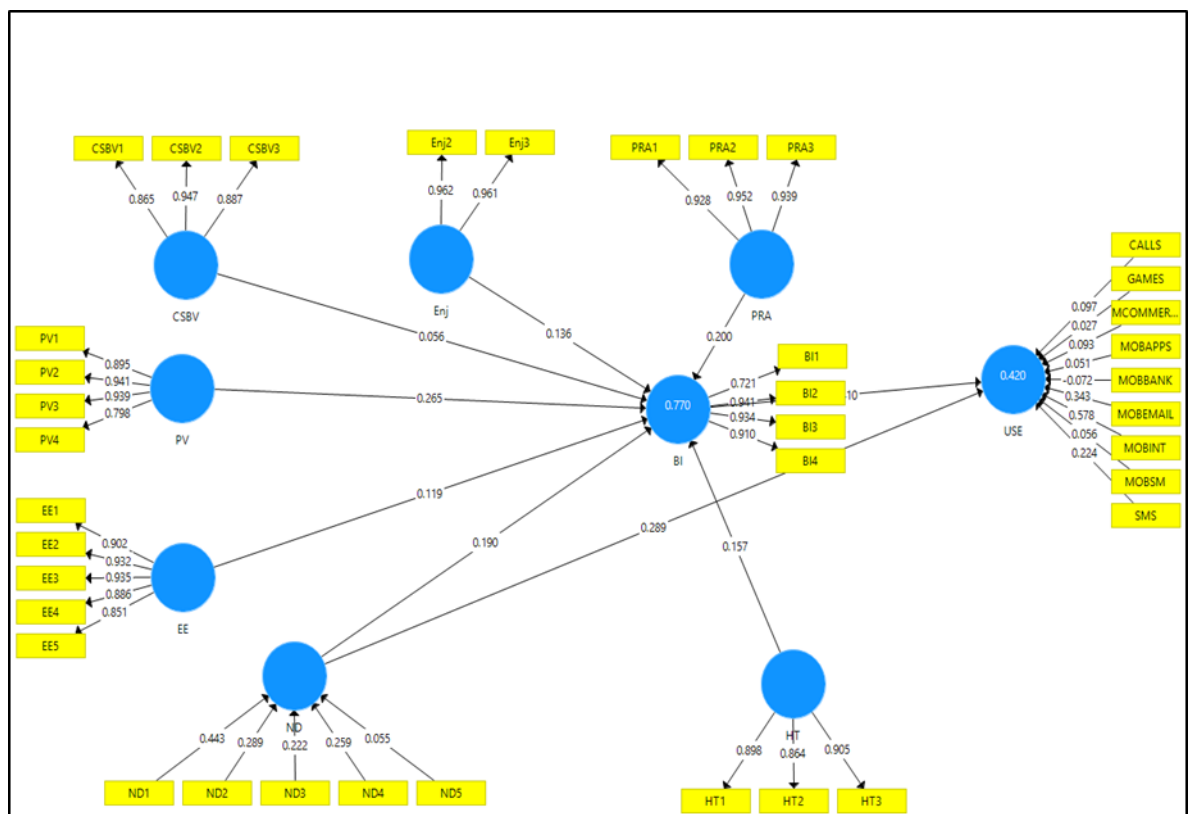 CSBV1 CSBV2 CSBV3
0.865 0.947 0.887
CSBV
Enj2 Enj3
0.962 0.961
Enj
PRA1 PRA2 PRA3
0.928 0.952 0.939
PRA
PV1
PV2
PV3
PV4
0.895
0.941
0.939
0.798
PV
EE1
EE2
EE3
EE4
EE5
0.902
0.932
0.935
0.886
0.851
EE
0.056
0.136
0.200
0.265
0.119
0.190
0.289
0.157
0.770
BI
0.721
0.941
0.934
0.910
BI1
BI2
BI3
BI4
10
0.420
USE
CALLS
GAMES
MCOMMER...
MOBAPPS
MOBBANK
MOBEMAIL
MOBINT
MOBSM
SMS
0.097
0.027
0.093
0.051
-0.072
0.343
0.578
0.056
0.224
ND
0.443 0.289 0.222 0.259 0.055
ND1 ND2 ND3 ND4 ND5
HT
0.898 0.864 0.905
HT1 HT2 HT3